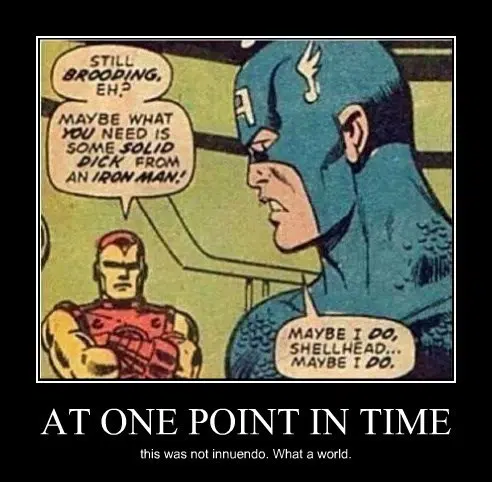 STILL
BROODING,
EH?
MAYBE WHAT
YOU NEED IS
SOME SOLID
DICK FROM
AN IRON MAN!
A
MAYBE I DO,
SHELLHEAD...
MAYBE I DO.
AT ONE POINT IN TIME
this was not innuendo. What a world.